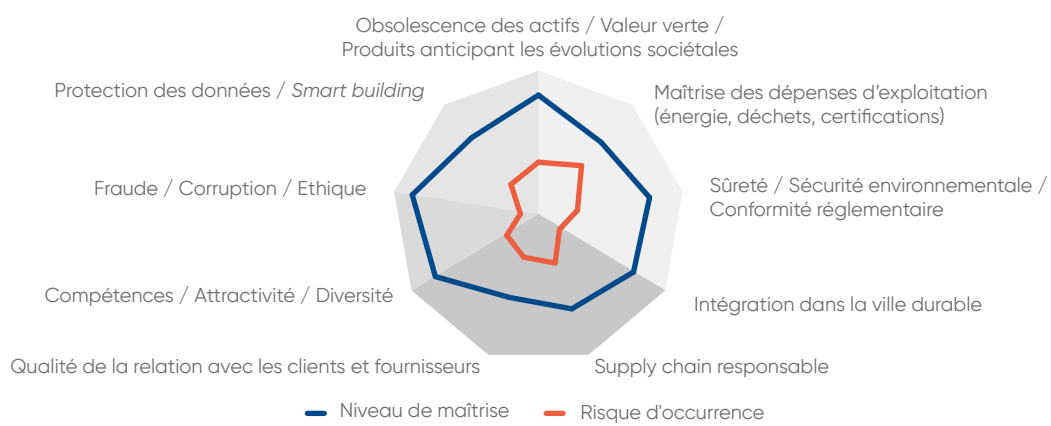 Obsolescence des actifs / Valeur verte /
Produits anticipant les évolutions sociétales
Protection des données / Smart building
Maîtrise des dépenses d'exploitation
(énergie, déchets, certifications)
Fraude / Corruption / Ethique
Sûreté / Sécurité environnementale /
Conformité réglementaire
Compétences / Attractivité / Diversité
Intégration dans la ville durable
Qualité de la relation avec les clients et fournisseurs
Supply chain responsable
Niveau de maîtrise
Risque d'occurrence